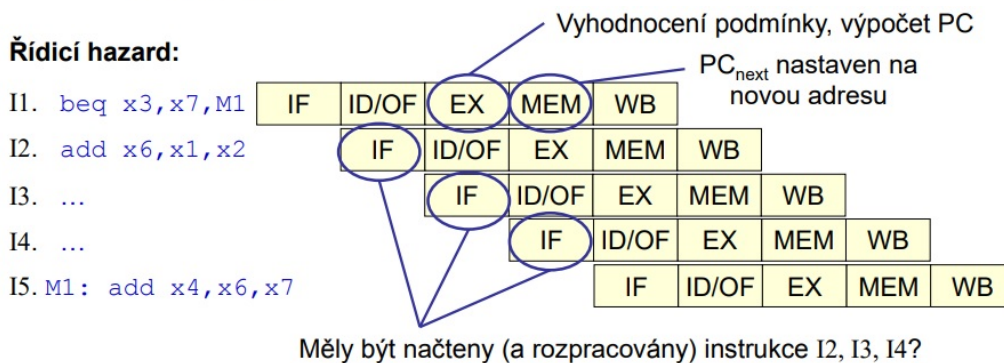 Vyhodnocení podmínky, výpočet PC
Řídicí hazard:
PCnext nastaven na
novou adresu
I1. beq x3,x7,M1 IF ID/OF EX MEM WB
I2. add x6,x1,x2 IF ID/OF EX MEM WB
I3. ... IF ID/OF EX MEM WB
I4. ... IF ID/OF EX MEM WB
I5. M1: add x4,x6,x7 IF ID/OF EX MEM WB
Měly být načteny (a rozpracovány) instrukce I2, I3, I4?